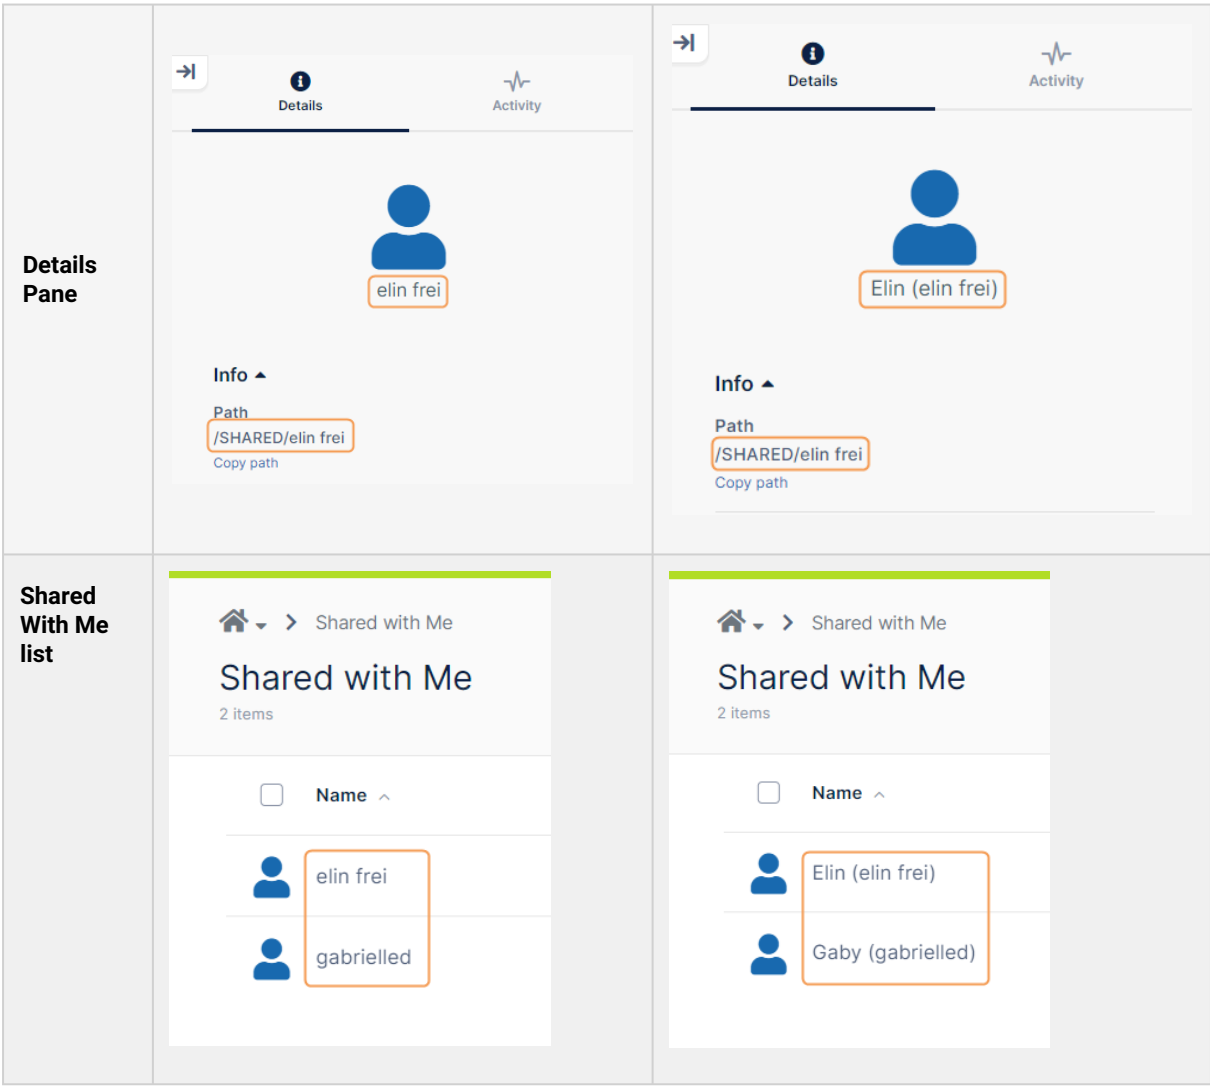 Details
Pane
Details
Activity
elin frei
Info
Path
/SHARED/elin frei
Copy path
Details
Activity
Elin (elin frei)
Info
Path
/SHARED/elin frei
Copy path
Shared
With Me
list
Shared with Me
Shared with Me
2 items
Name
elin frei
gabrielled
Shared with Me
Shared with Me
2 items
Name
Elin (elin frei)
Gaby (gabrielled)